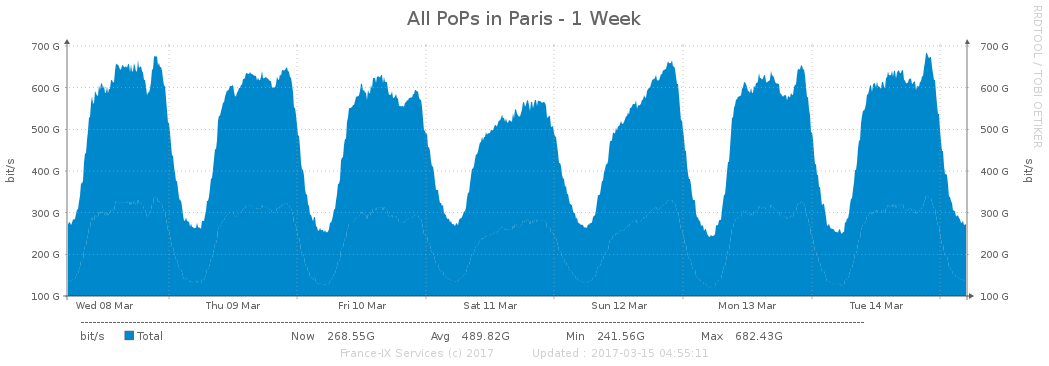 All PoPs in Paris - 1 Week
RRDTOOL / TOBI OETIKER
700 G 700 G
600 G 600 G
500 G 500 G
400 G 400 G
300 G 300 G
200 G 200 G
100 G 100 G
bit/s bit/s
Wed 08 Mar Thu 09 Mar Fri 10 Mar Sat 11 Mar Sun 12 Mar Mon 13 Mar Tue 14 Mar
bit/s Total Now 268.55G Avg 489.82G Min 241.56G Max 682.43G
France-IX Services (c) 2017 Updated : 2017-03-15 04:55:11